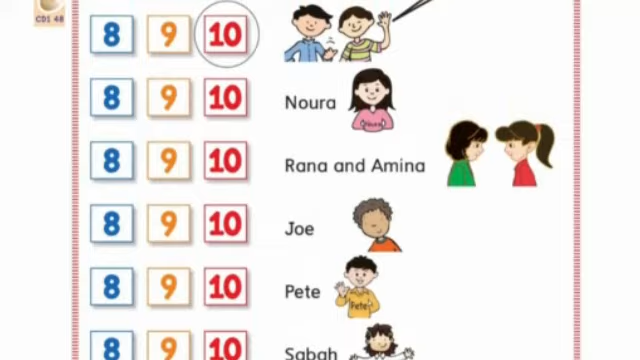 CD1 48
8 9 10
8 9 10 Noura
Noura
8 9 10 Rana and Amina
8 9 10 Joe
8 9 10 Pete
Pete
8 9 10 Sabah